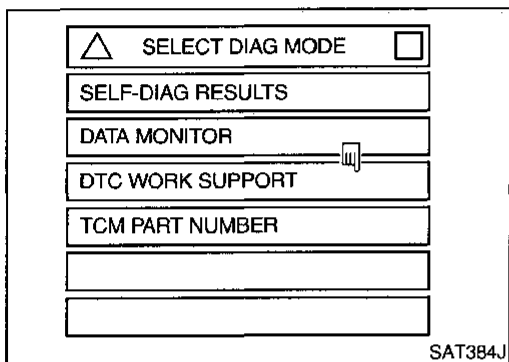 SELECT DIAG MODE
SELF-DIAG RESULTS
DATA MONITOR
DTC WORK SUPPORT
TCM PART NUMBER
SAT384J